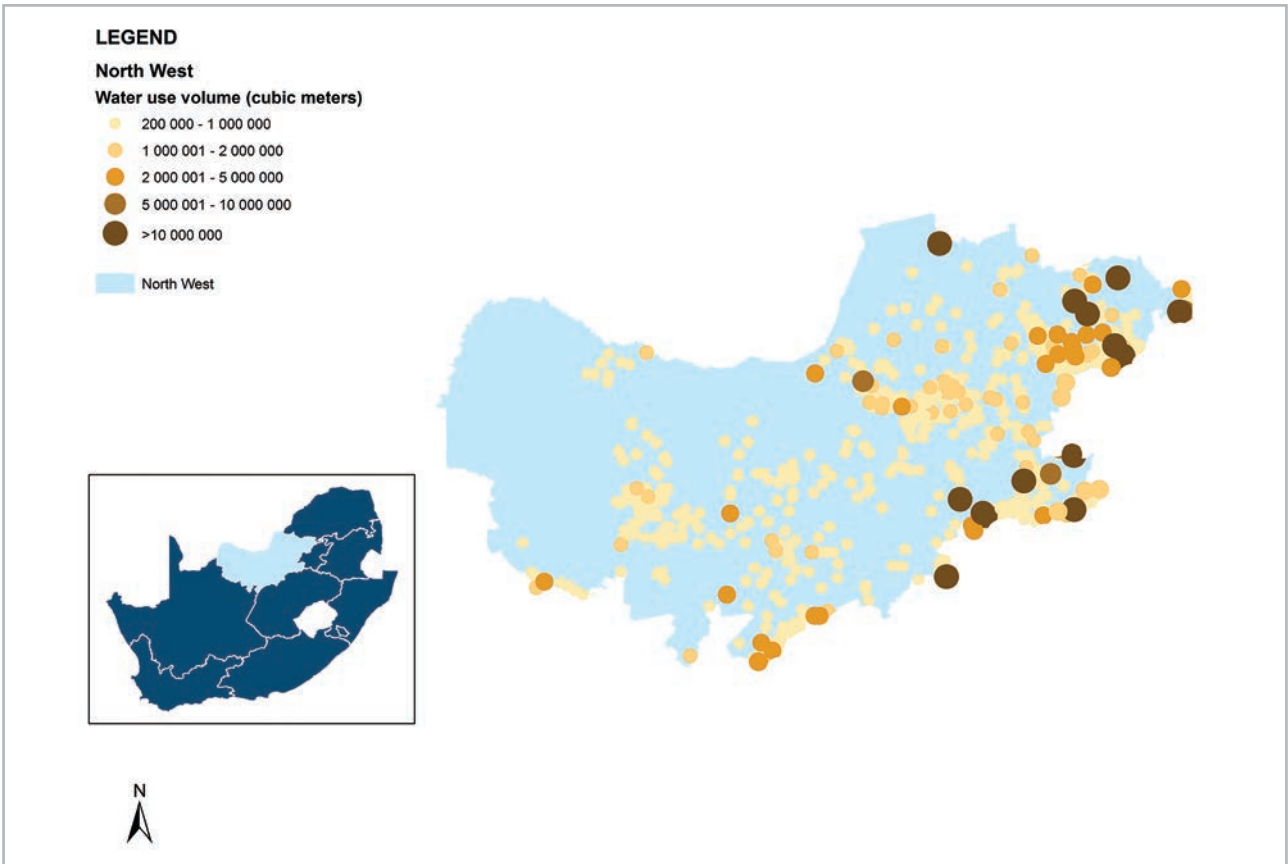 LEGEND
North West
Water use volume (cubic meters)
200 000 - 1 000 000
1 000 001 - 2 000 000
2 000 001 - 5 000 000
5 000 001 - 10 000 000
>10 000 000
North West
N